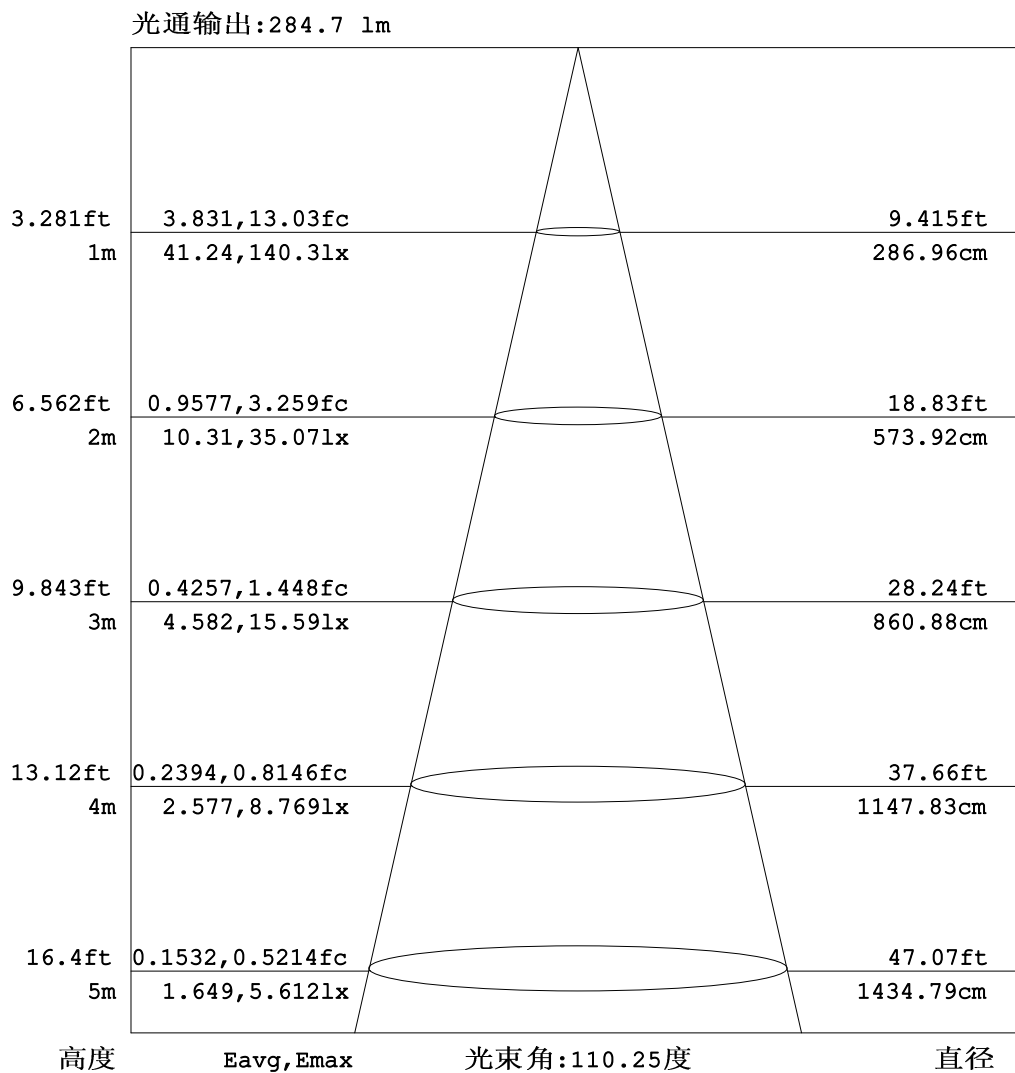 光通输出:284.7 lm
3.281ft 3.831,13.03fc 9.415ft
1m 41.24,140.3lx 286.96cm
6.562ft 0.9577,3.259fc 18.83ft
2m 10.31,35.07lx 573.92cm
9.843ft 0.4257,1.448fc 28.24ft
3m 4.582,15.59lx 860.88cm
13.12ft 0.2394,0.8146fc 37.66ft
4m 2.577,8.769lx 1147.83cm
16.4ft 0.1532,0.5214fc 47.07ft
5m 1.649,5.612lx 1434.79cm
高度 Eavg,Emax 光束角:110.25度 直径